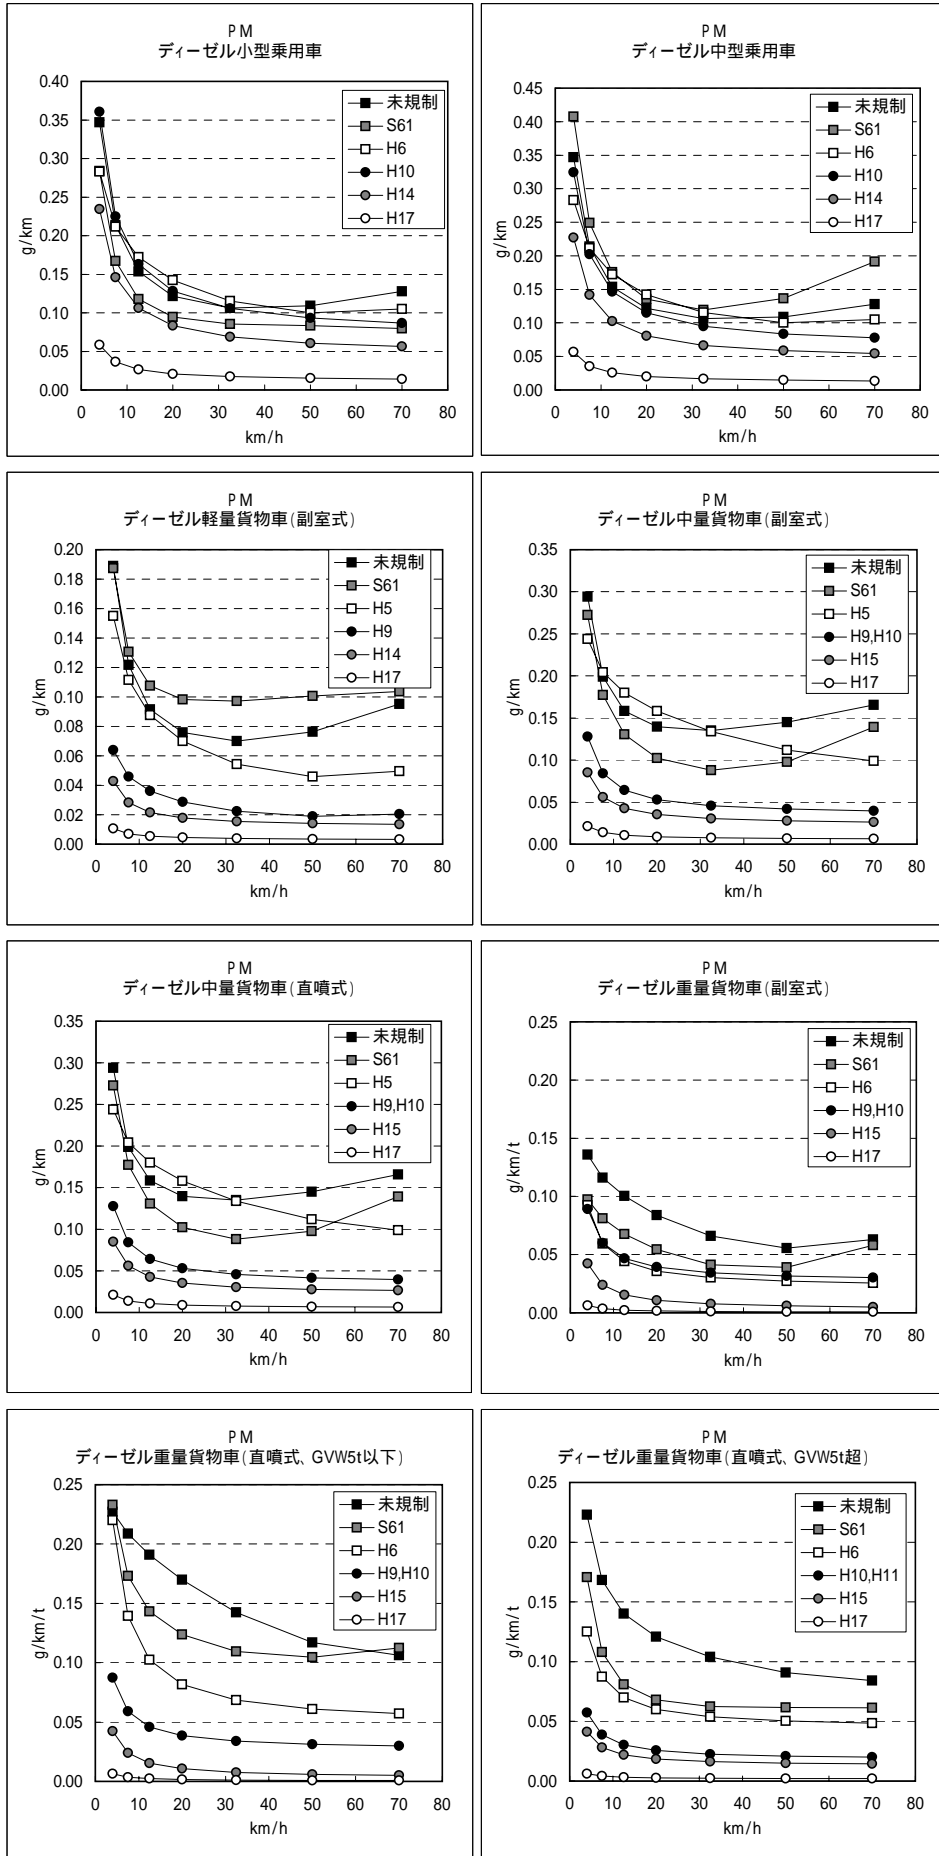 PM
ディーゼル小型乗用車
0.40
0.35
0.30
0.25
0.20
0.15
0.10
0.05
0.00
g/km
未規制
S61
H6
H10
H14
H17
0 10 20 30 40 50 60 70 80
km/h
PM
ディーゼル中型乗用車
0.45
0.40
0.35
0.30
0.25
0.20
0.15
0.10
0.05
0.00
g/km
未規制
S61
H6
H10
H14
H17
0 10 20 30 40 50 60 70 80
km/h
PM
ディーゼル軽量貨物車(副室式)
0.20
0.18
0.16
0.14
0.12
0.10
0.08
0.06
0.04
0.02
0.00
g/km
未規制
S61
H5
H9
H14
H17
0 10 20 30 40 50 60 70 80
km/h
PM
ディーゼル中量貨物車(副室式)
0.35
0.30
0.25
0.20
0.15
0.10
0.05
0.00
g/km
未規制
S61
H5
H9,H10
H15
H17
0 10 20 30 40 50 60 70 80
km/h
PM
ディーゼル中量貨物車(直噴式)
0.35
0.30
0.25
0.20
0.15
0.10
0.05
0.00
g/km
未規制
S61
H5
H9,H10
H15
H17
0 10 20 30 40 50 60 70 80
km/h
PM
ディーゼル重量貨物車(副室式)
0.25
0.20
0.15
0.10
0.05
0.00
g/km/t
未規制
S61
H6
H9,H10
H15
H17
0 10 20 30 40 50 60 70 80
km/h
PM
ディーゼル重量貨物車(直噴式、GVW5t以下)
0.25
0.20
0.15
0.10
0.05
0.00
g/km/t
未規制
S61
H6
H9,H10
H15
H17
0 10 20 30 40 50 60 70 80
km/h
PM
ディーゼル重量貨物車(直噴式、GVW5t超)
0.25
0.20
0.15
0.10
0.05
0.00
g/km/t
未規制
S61
H6
H10,H11
H15
H17
0 10 20 30 40 50 60 70 80
km/h